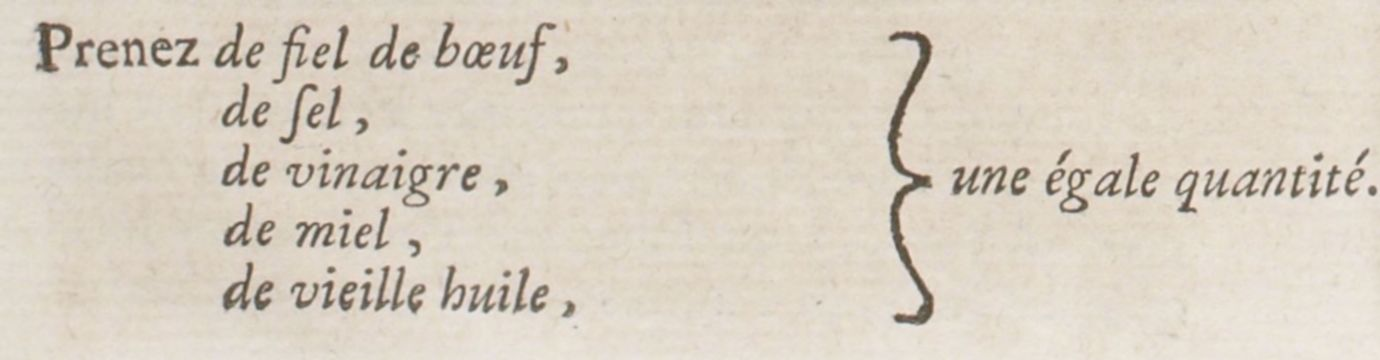 Prenez de fiel de bœuf,
de ſel,
de vinaigre,
de miel,
de vieille huile,
une égale quantité.